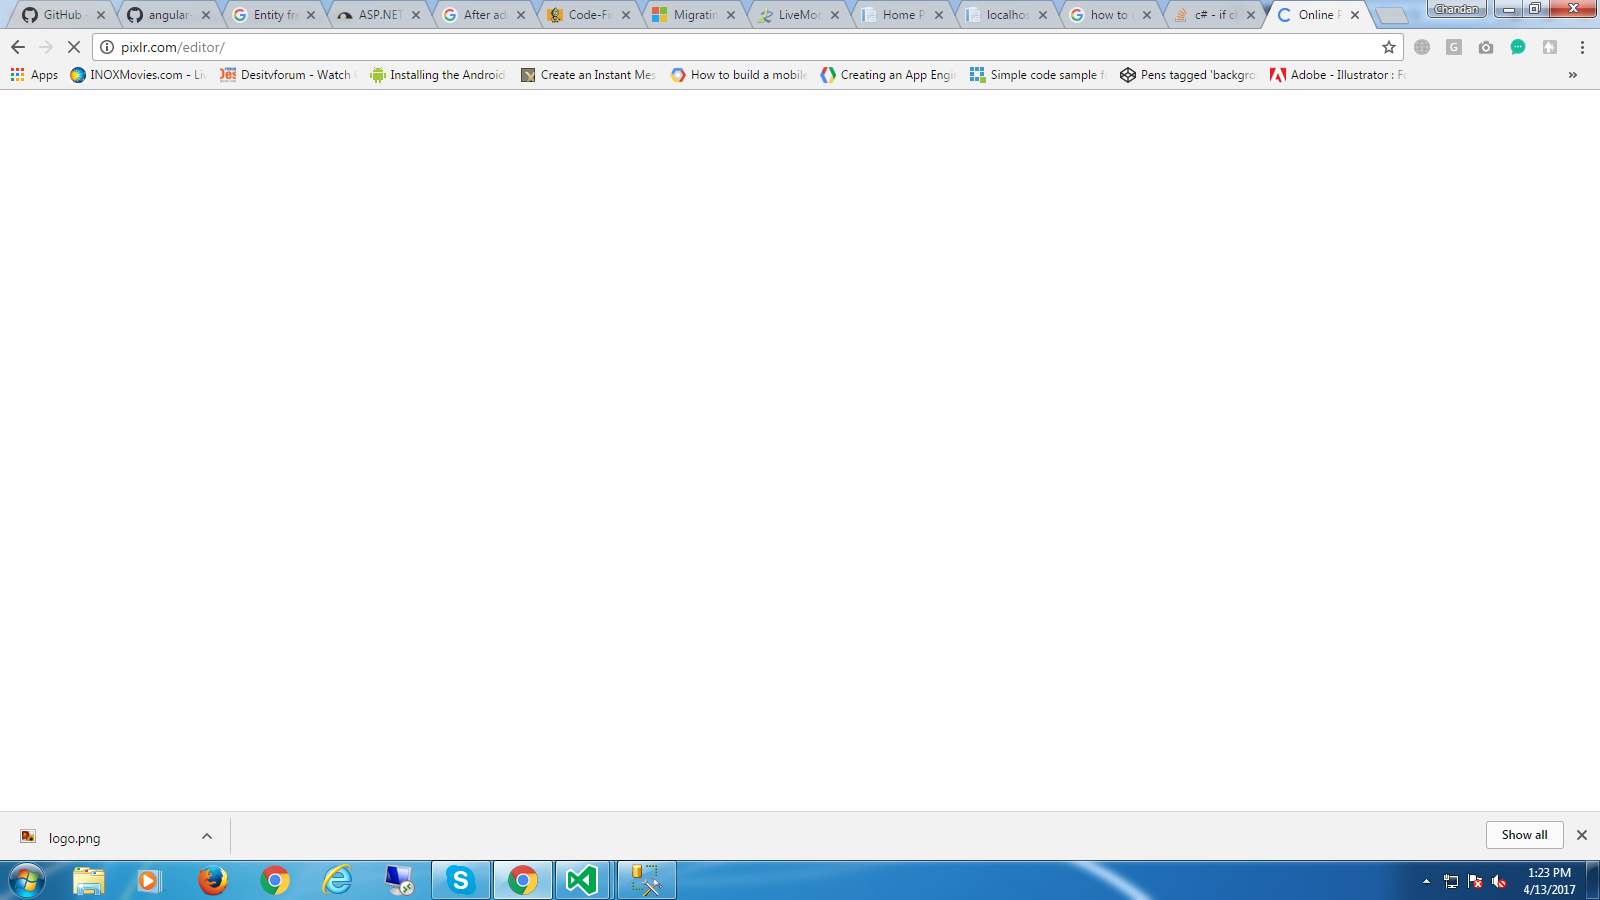 GitHub
angular-
Entity fr
ASP.NET
After ad
Code-Fi
Migratin
LiveMor
Home P
localhos
how to
c# - if c
Online P
Chandan
pixlr.com/editor/
Apps
INOXMovies.com - Li
Desitvforum - Watch
Installing the Android
Create an Instant Mes
How to build a mobile
Creating an App Engi
Simple code sample f
Pens tagged 'backgro
Adobe - Illustrator : Fo
»
logo.png
Show all
1:23 PM
4/13/2017